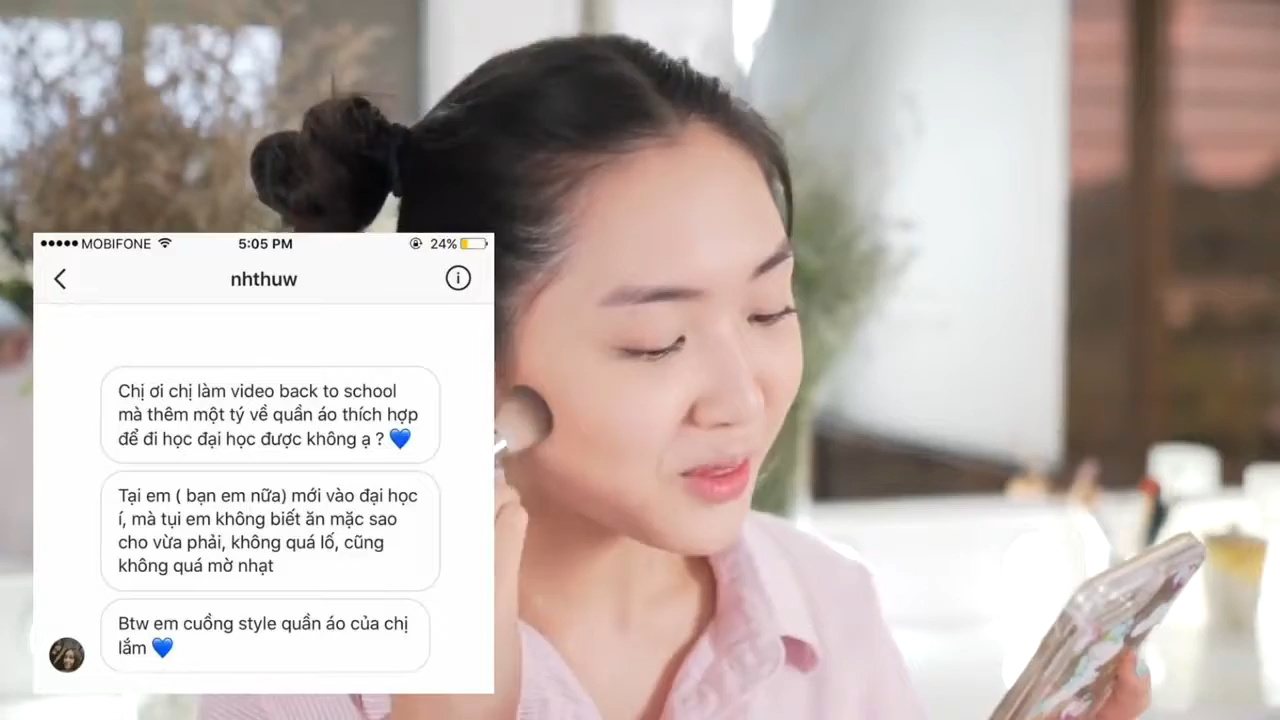 MOBIFONE 5:05 PM 24%
nhthuw
Chị ơi chị làm video back to school
mà thêm một tý về quần áo thích hợp
để đi học đại học được không ạ ? 💙
Tại em ( bạn em nữa) mới vào đại học
í, mà tụi em không biết ăn mặc sao
cho vừa phải, không quá lố, cũng
không quá mờ nhạt
Btw em cuồng style quần áo của chị
lắm 💙